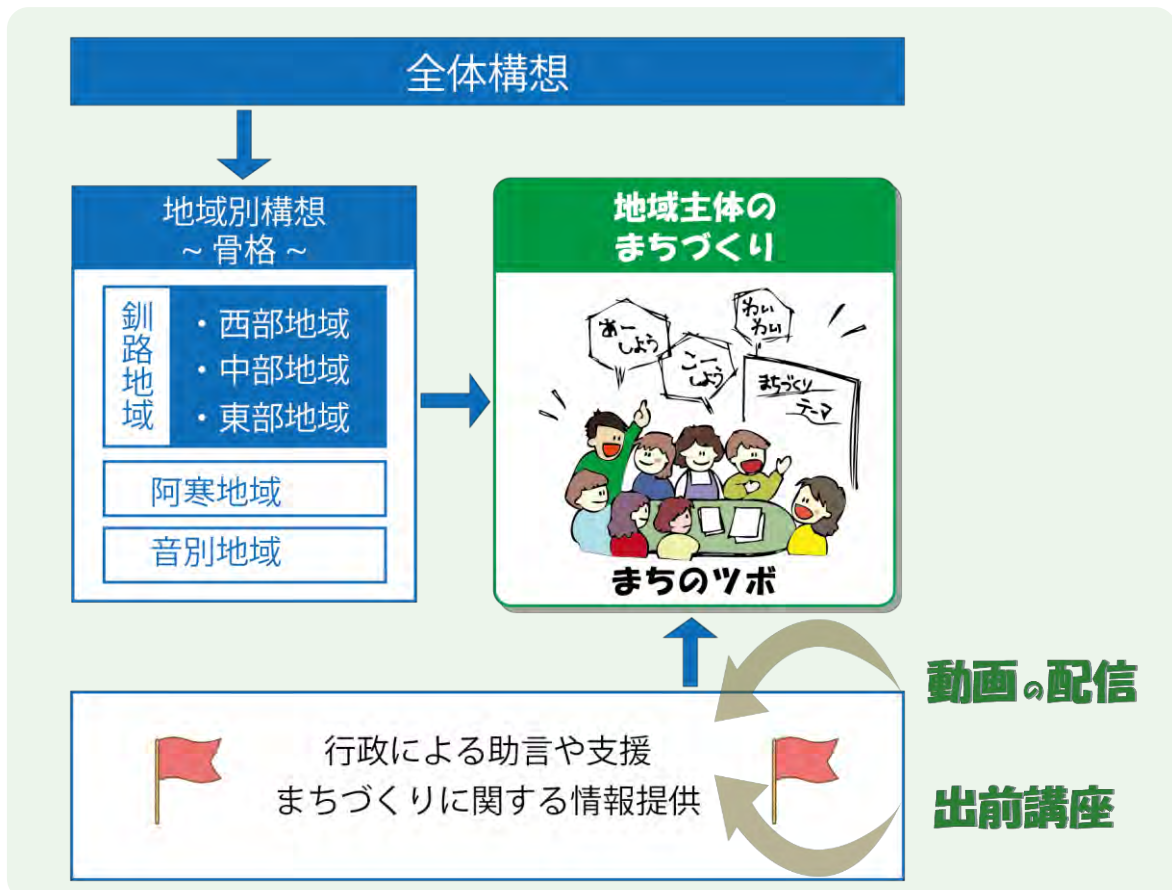 全体構想
地域別構想
~ 骨格 ~
釧路地域
・西部地域
・中部地域
・東部地域
阿寒地域
音別地域
地域主体の
まちづくり
あー
しよう
こー
しよう
わい
わい
まちづくり
テーマ
まちのツボ
行政による助言や支援
まちづくりに関する情報提供
動画の配信
出前講座